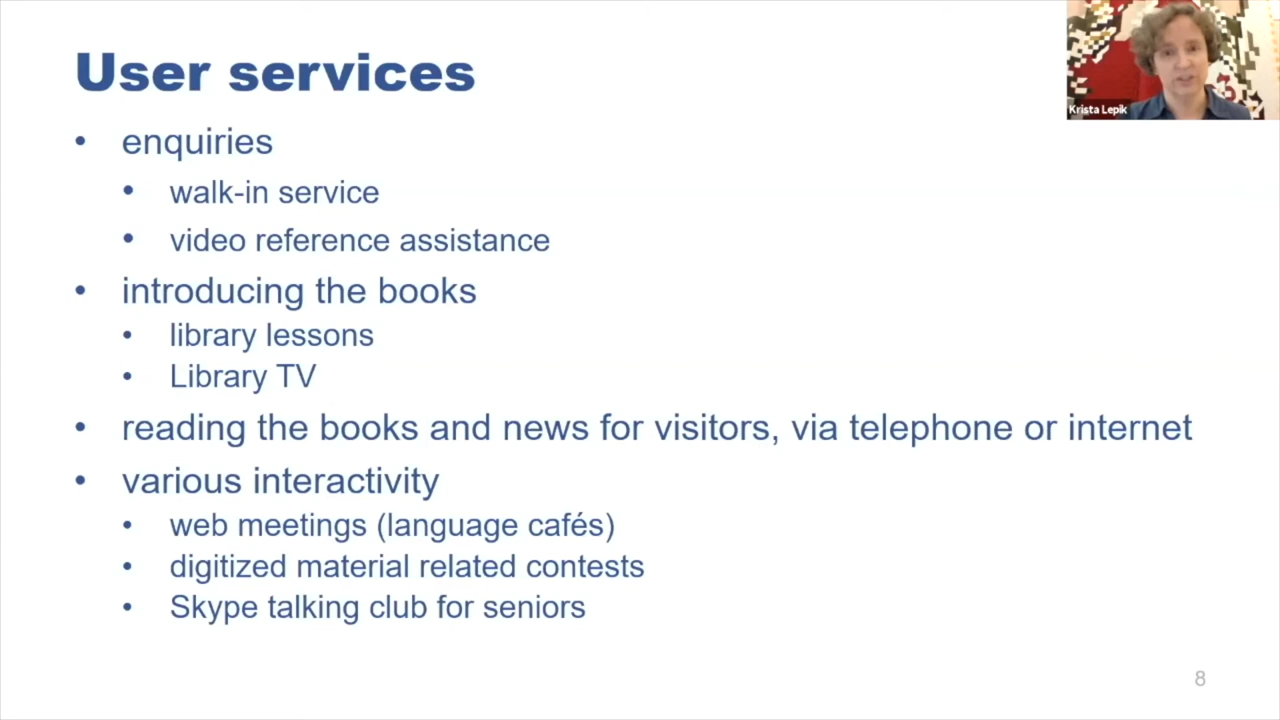 User services
Krista Lepik
• enquiries
• walk-in service
• video reference assistance
• introducing the books
• library lessons
• Library TV
• reading the books and news for visitors, via telephone or internet
• various interactivity
• web meetings (language cafés)
• digitized material related contests
• Skype talking club for seniors
8